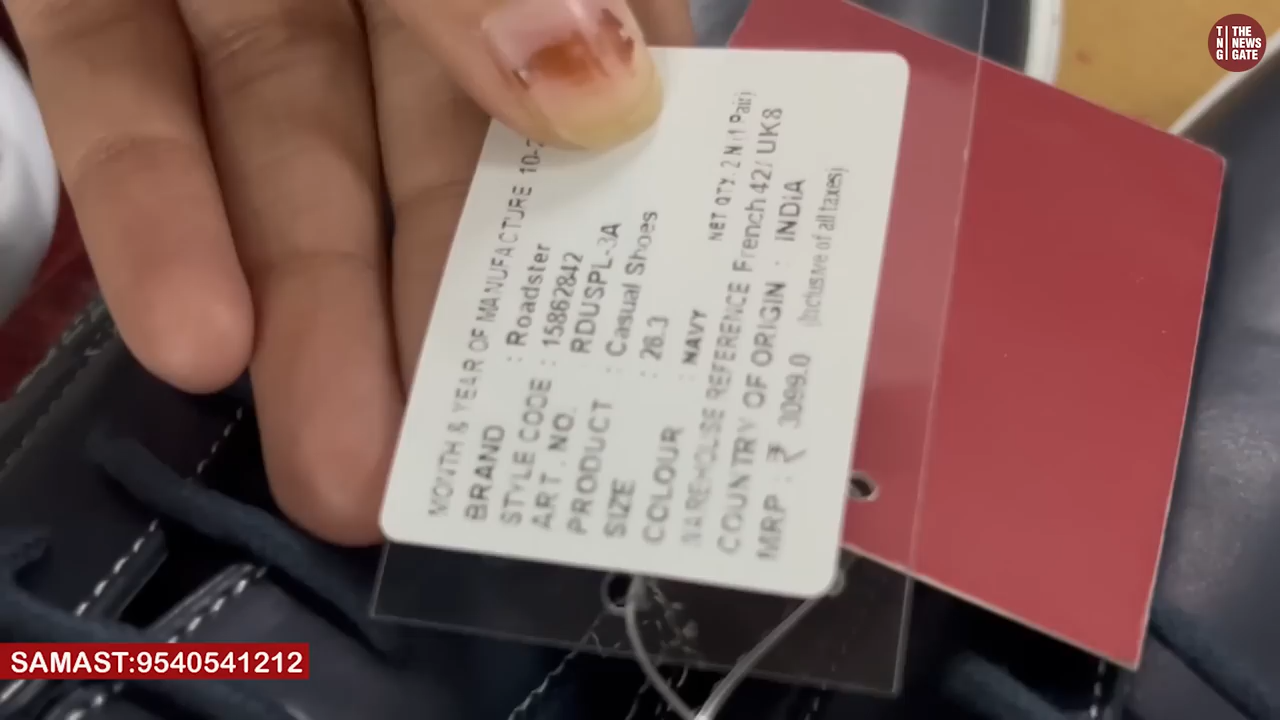 THE
NEWS
GATE
TNG
MONTH & YEAR OF MANUFACTURE 10-
BRAND : Roadster
STYLE CODE : 15862842
ART. NO. RDUSPL-3A
PRODUCT : Casual Shoes
SIZE : 26.3
COLOUR : NAVY NET QTY. 2 N (1 Pair)
WAREHOUSE REFERENCE French 42/ UK8
COUNTRY OF ORIGIN : INDIA
MRP : ₹ 3099.0 (Inclusive of all taxes)
SAMAST:9540541212